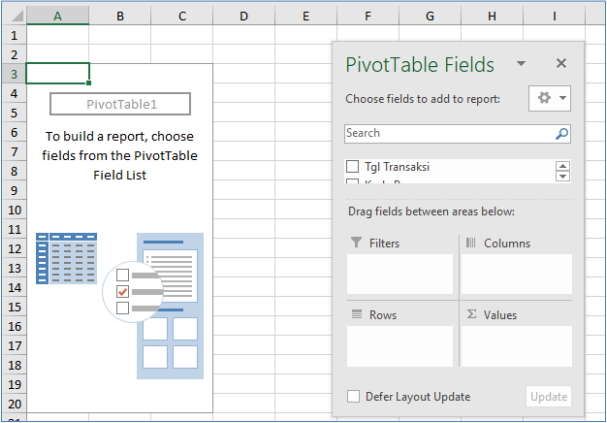 A B C D E F G H I
1
2
3
4
5
6
7
8
9
10
11
12
13
14
15
16
17
18
19
20
PivotTable1
To build a report, choose
fields from the PivotTable
Field List
PivotTable Fields
Choose fields to add to report:
Search
Tgl Transaksi
Drag fields between areas below:
Filters
Columns
Rows
Σ Values
Defer Layout Update
Update